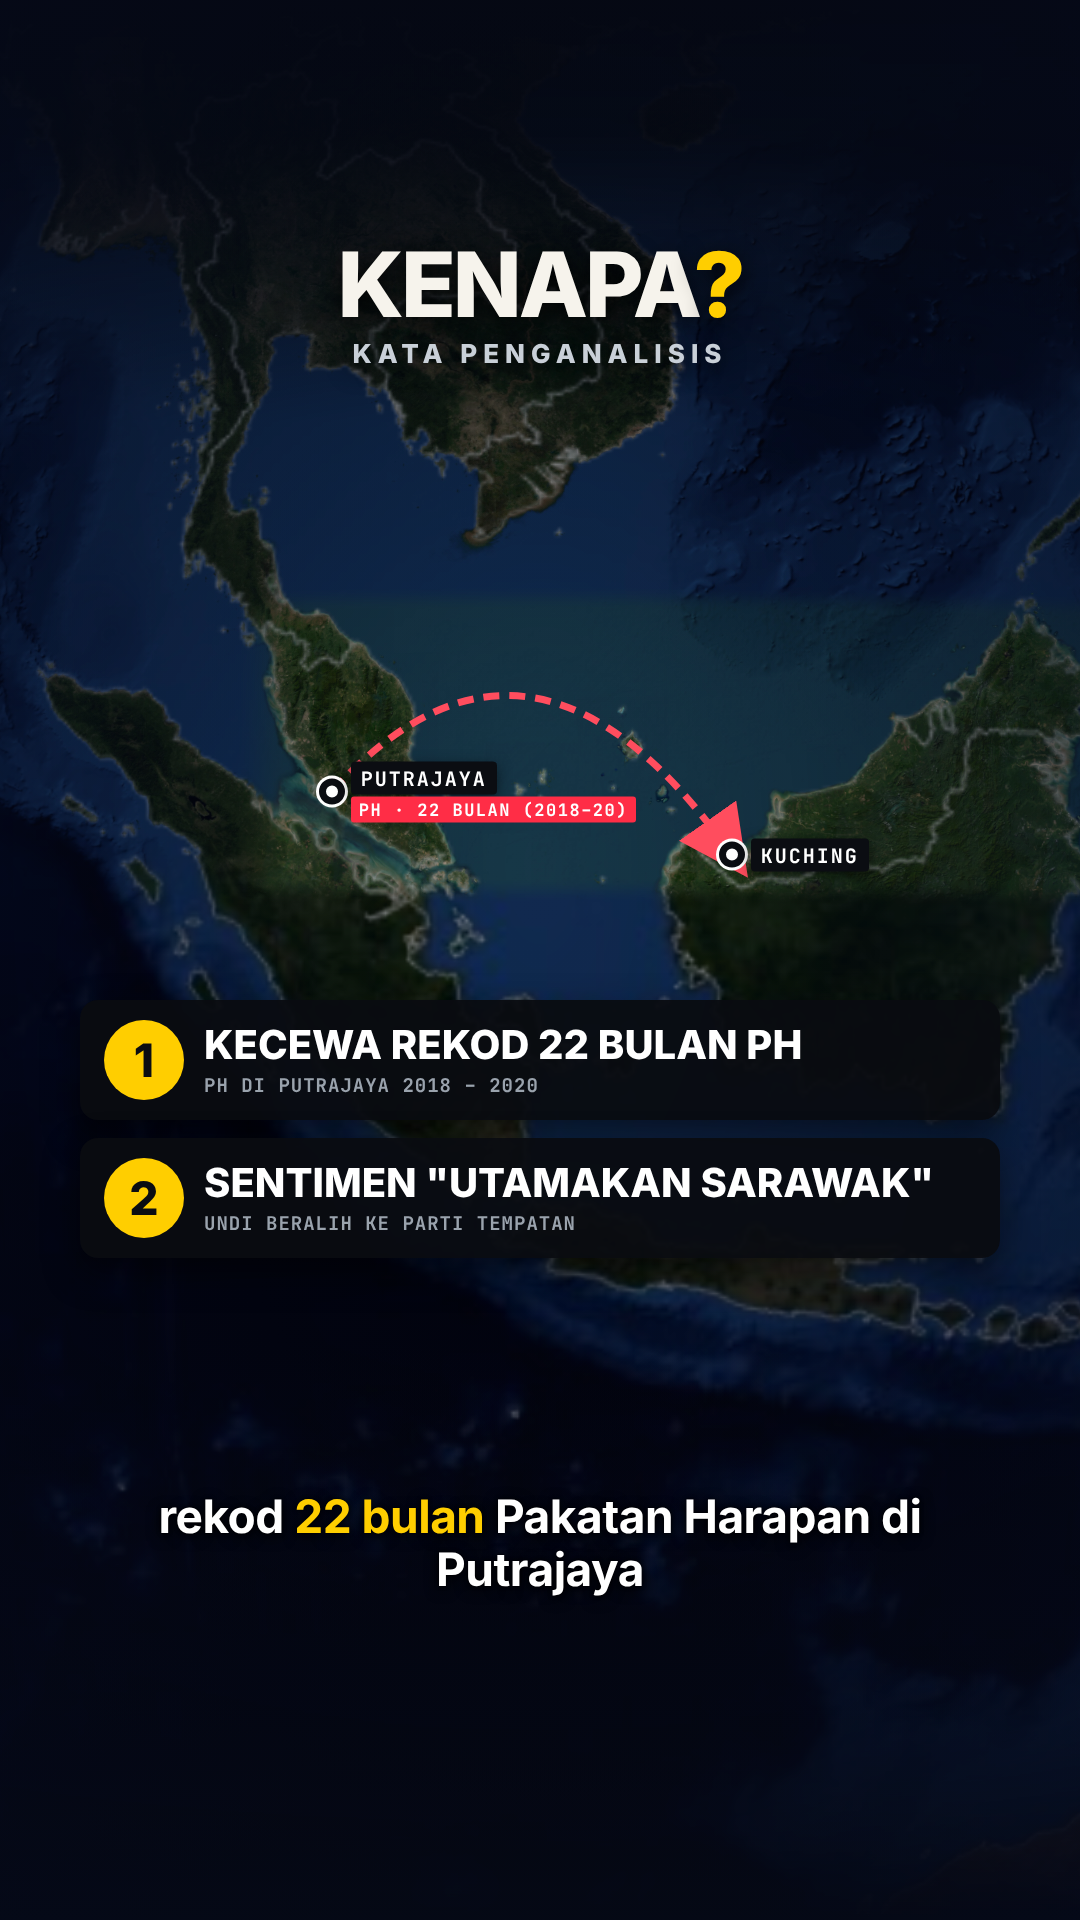 KENAPA?
KATA PENGANALISIS
PUTRAJAYA
PH · 22 BULAN (2018–20)
KUCHING
1
KECEWA REKOD 22 BULAN PH
PH DI PUTRAJAYA 2018 – 2020
2
SENTIMEN "UTAMAKAN SARAWAK"
UNDI BERALIH KE PARTI TEMPATAN
rekod 22 bulan Pakatan Harapan di
Putrajaya